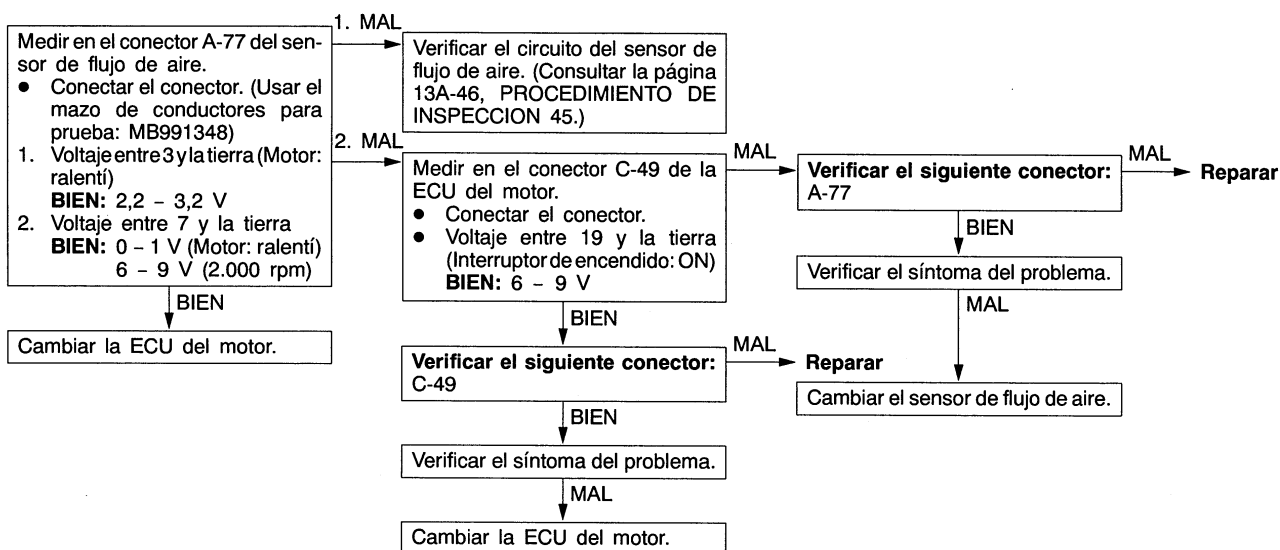 1. MAL
Medir en el conector A-77 del sen-
sor de flujo de aire.
● Conectar el conector. (Usar el
mazo de conductores para
prueba: MB991348)
1. Voltaje entre 3 y la tierra (Motor:
ralentí)
BIEN: 2,2 – 3,2 V
2. Voltaje entre 7 y la tierra
BIEN: 0 – 1 V (Motor: ralentí)
6 – 9 V (2.000 rpm)
BIEN
Cambiar la ECU del motor.
Verificar el circuito del sensor de
flujo de aire. (Consultar la página
13A-46, PROCEDIMIENTO DE
INSPECCION 45.)
2. MAL
Medir en el conector C-49 de la
ECU del motor.
● Conectar el conector.
● Voltaje entre 19 y la tierra
(Interruptor de encendido: ON)
BIEN: 6 – 9 V
BIEN
Verificar el siguiente conector:
C-49
MAL
Reparar
BIEN
Verificar el síntoma del problema.
MAL
Cambiar la ECU del motor.
MAL
Verificar el siguiente conector:
A-77
MAL
Reparar
BIEN
Verificar el síntoma del problema.
MAL
Cambiar el sensor de flujo de aire.